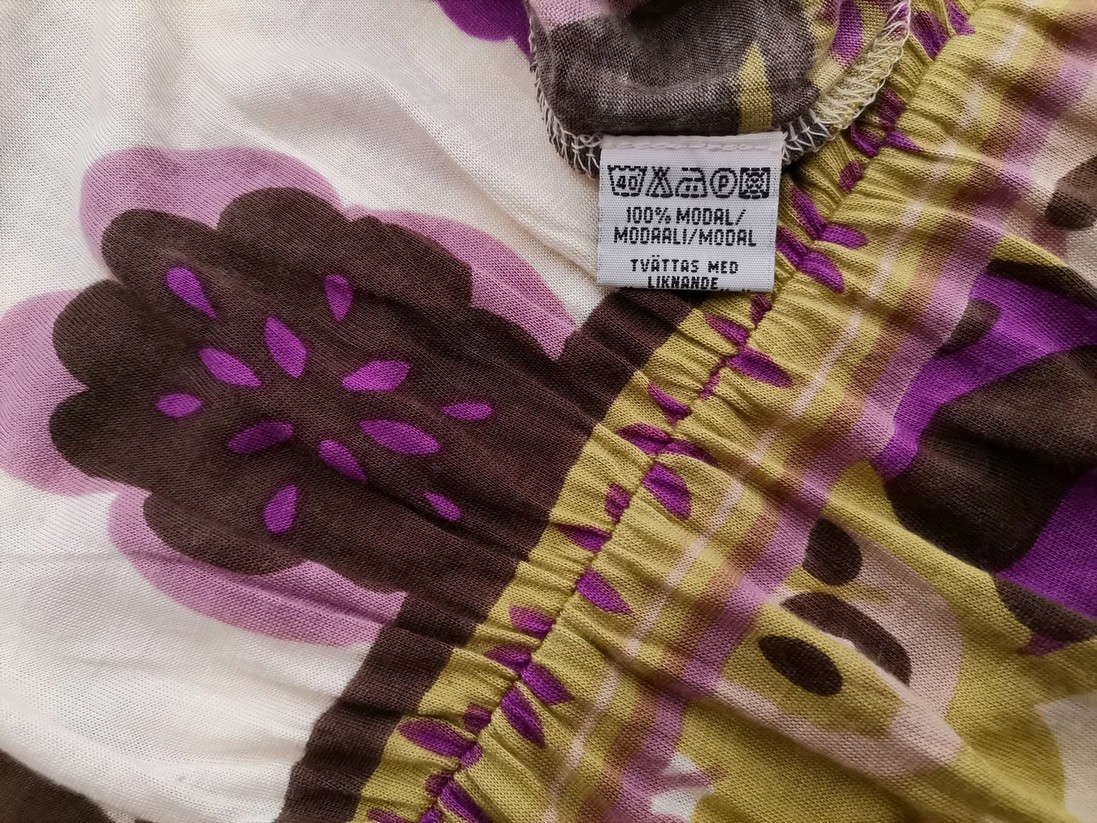 40 P
100% MODAL/
MODAALI/MODAL
TVÄTTAS MED
LIKNANDE